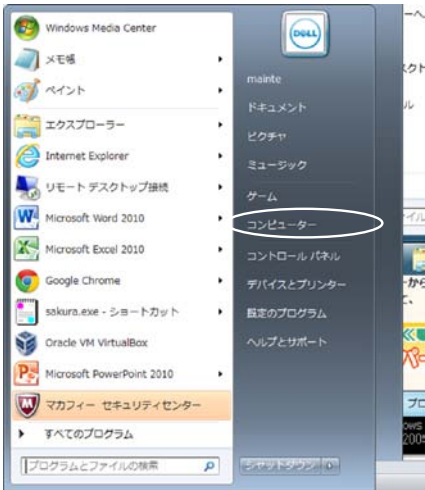 Windows Media Center
メモ帳
ペイント
エクスプローラー
Internet Explorer
リモート デスクトップ接続
Microsoft Word 2010
Microsoft Excel 2010
Google Chrome
sakura.exe - ショートカット
Oracle VM VirtualBox
Microsoft PowerPoint 2010
マカフィー セキュリティセンター
すべてのプログラム
プログラムとファイルの検索
DELL
mainte
ドキュメント
ピクチャ
ミュージック
ゲーム
コンピューター
コントロール パネル
デバイスとプリンター
既定のプログラム
ヘルプとサポート
シャットダウン